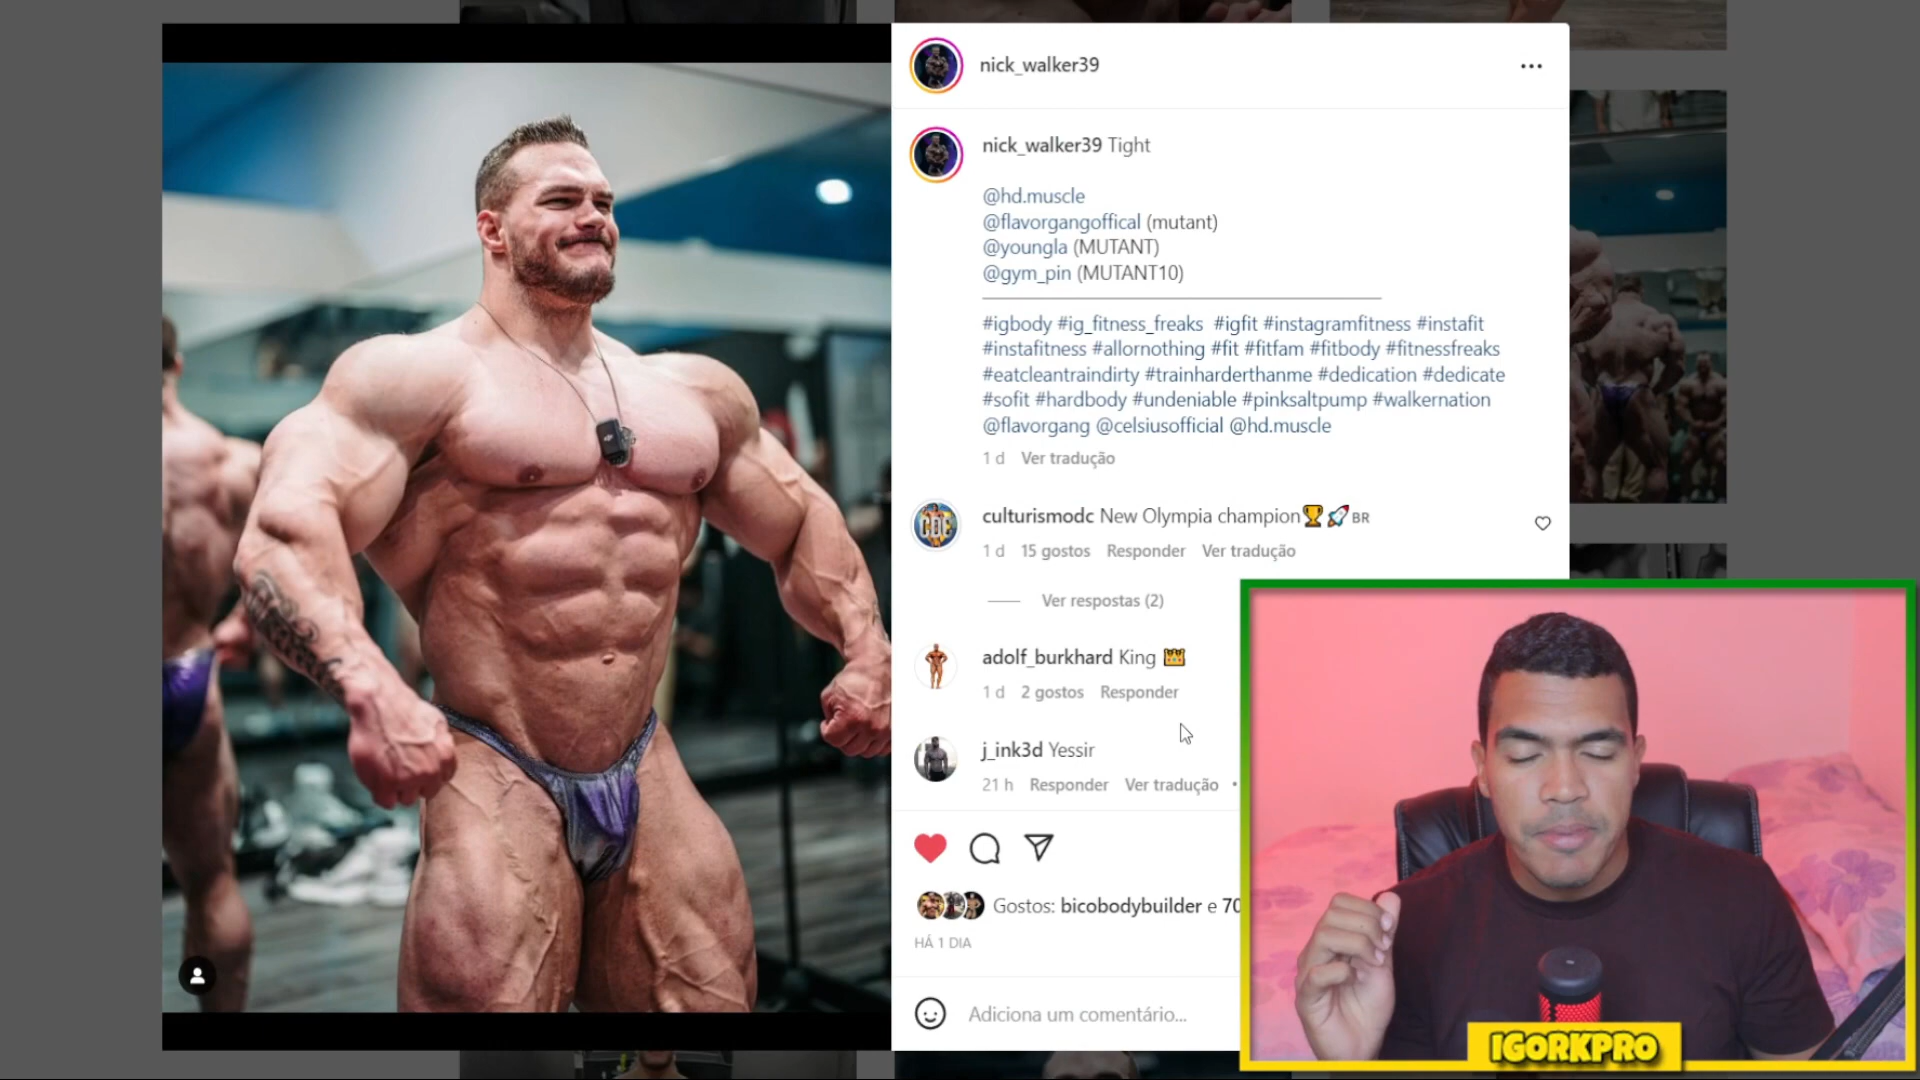 nick_walker39
nick_walker39 Tight
@hd.muscle
@flavorgangoffical (mutant)
@youngla (MUTANT)
@gym_pin (MUTANT10)
#igbody #ig_fitness_freaks #igfit #instagramfitness #instafit
#instafitness #allornothing #fit #fitfam #fitbody #fitnessfreaks
#eatcleantraindirty #trainharderthanme #dedication #dedicate
#sofit #hardbody #undeniable #pinksaltpump #walkernation
@flavorgang @celsiusofficial @hd.muscle
1 d Ver tradução
culturismodc New Olympia champion🏆🚀BR
1 d 15 gostos Responder Ver tradução
Ver respostas (2)
adolf_burkhard King 👑
1 d 2 gostos Responder
j_ink3d Yessir
21 h Responder Ver tradução •
Gostos: bicobodybuilder e 70
HÁ 1 DIA
Adiciona um comentário...
IGORKPRO